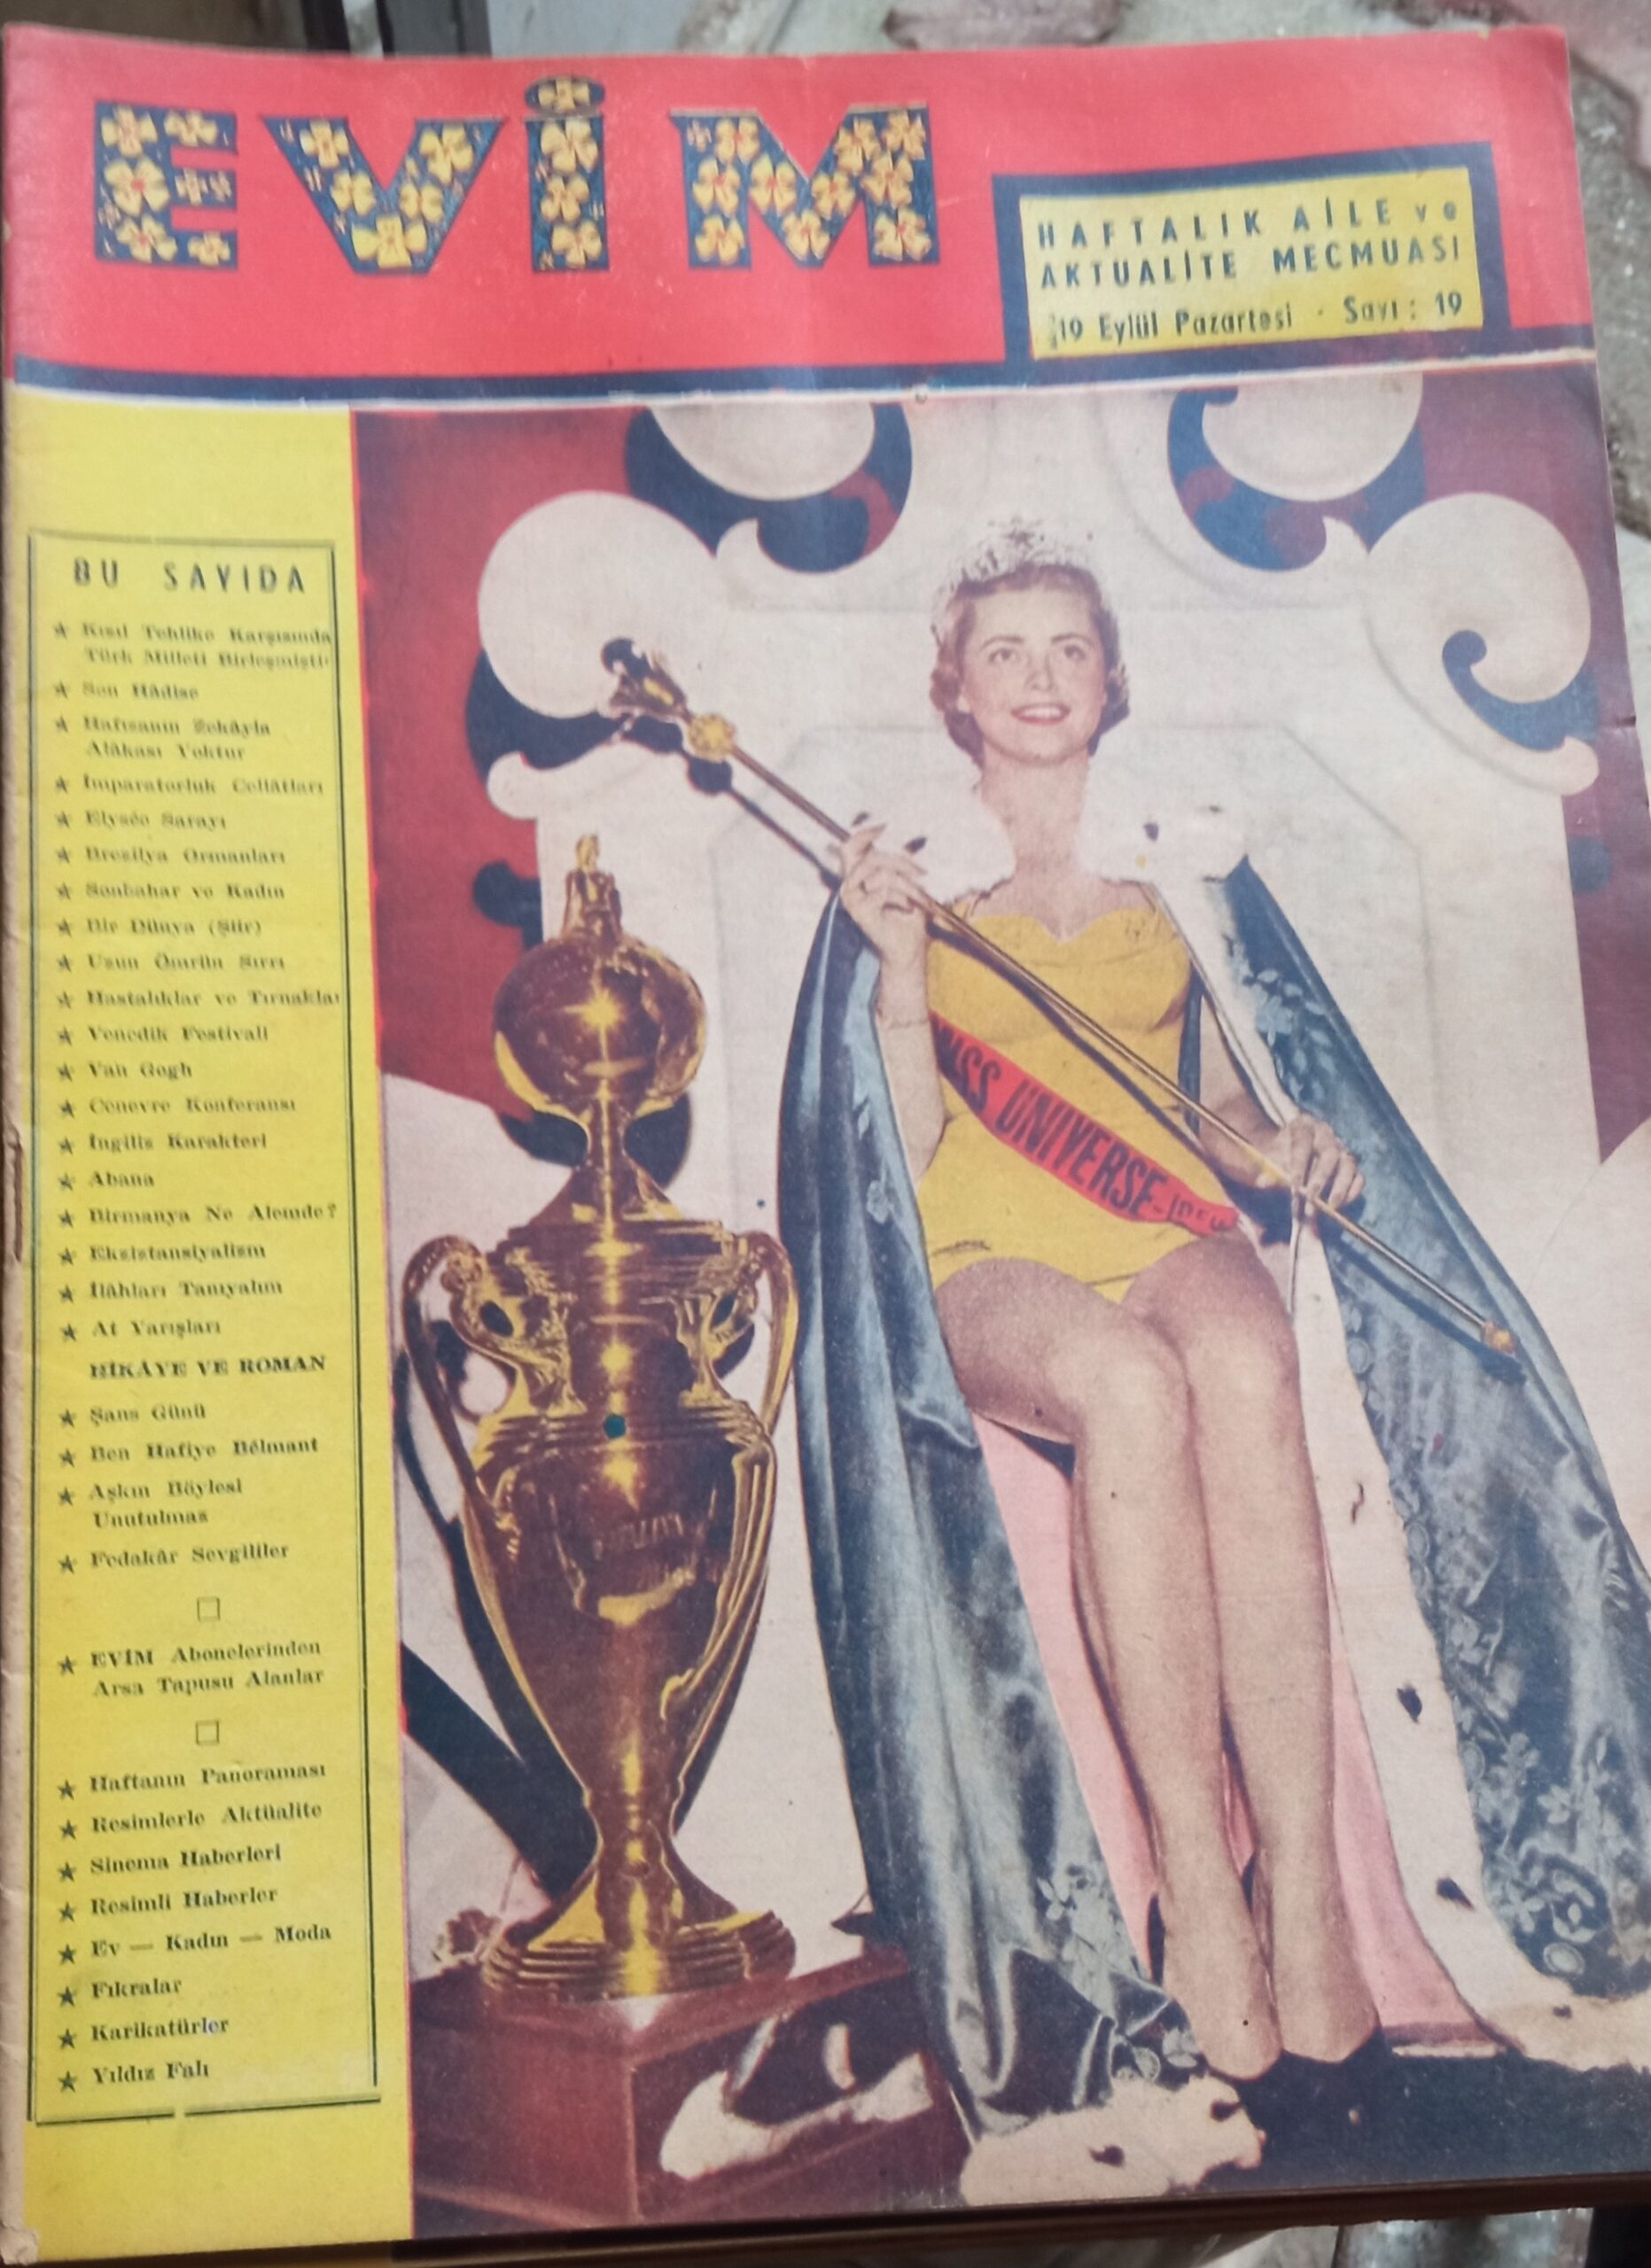 EVİM
HAFTALIK AİLE ve
AKTUALİTE MECMUASI
19 Eylül Pazartesi - Sayı: 19
BU SAYIDA
★ Kızıl Tehlike Karşısında
Türk Milleti Birleşmişti
★ Son Hâdise
★ Hafızanın Zekâyla
Alâkası Yoktur
★ İmparatorluk Cellâtları
★ Elysée Sarayı
★ Brezilya Ormanları
★ Sonbahar ve Kadın
★ Bir Dünya (Şiir)
★ Uzun Ömrün Sırrı
★ Hastalıklar ve Tırnaklar
★ Venedik Festivali
★ Van Gogh
★ Cenevre Konferansı
★ İngiliz Karakteri
★ Abana
★ Birmanya Ne Alemde?
★ Eksistansiyalizm
★ İlâhları Tanıyalım
★ At Yarışları
HİKÂYE VE ROMAN
★ Şans Günü
★ Ben Hafiye Bélmant
★ Aşkın Böylesi
Unutulmaz
★ Fedakâr Sevgililer
★ EVİM Abonelerinden
Arsa Tapusu Alanlar
★ Haftanın Panoraması
★ Resimlerle Aktüalite
★ Sinema Haberleri
★ Resimli Haberler
★ Ev — Kadın — Moda
★ Fıkralar
★ Karikatürler
★ Yıldız Falı
MISS UNIVERSE